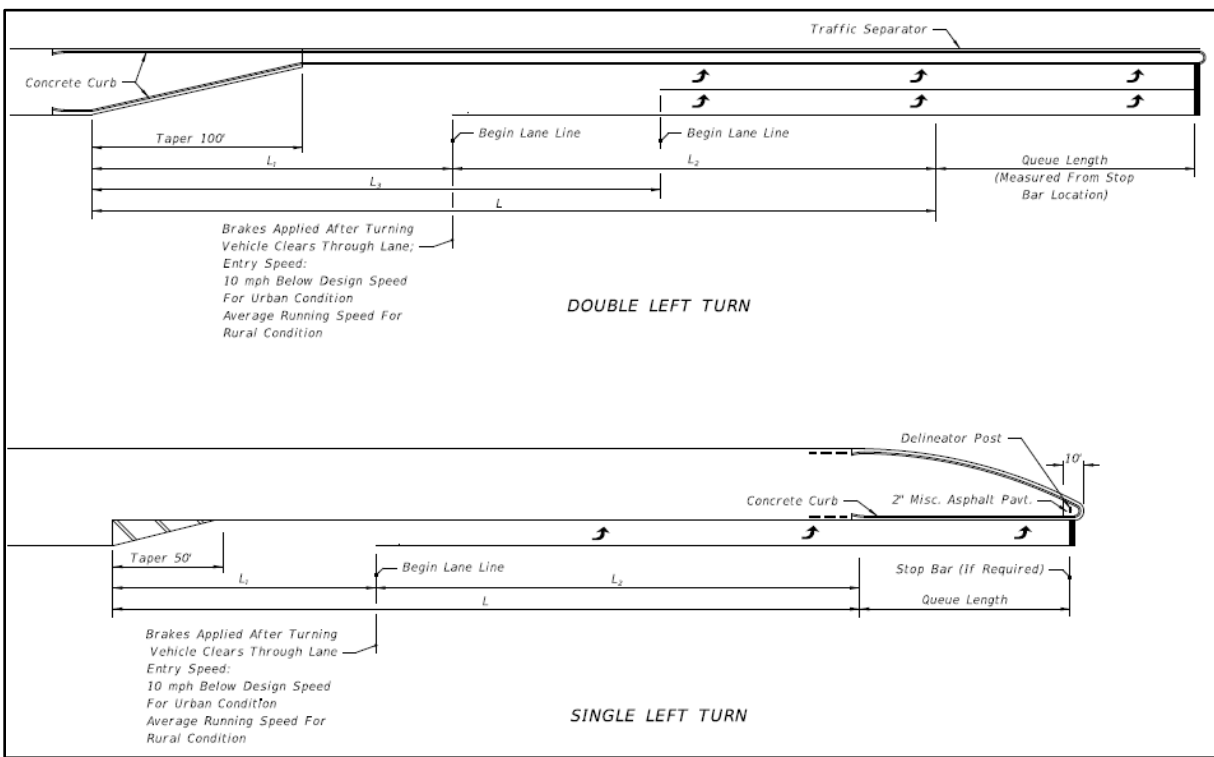 Traffic Separator
Concrete Curb
Taper 100'
Begin Lane Line
Begin Lane Line
L₁
L₂
Queue Length
(Measured From Stop
Bar Location)
L₃
L
Brakes Applied After Turning
Vehicle Clears Through Lane;
Entry Speed:
10 mph Below Design Speed
For Urban Condition
Average Running Speed For
Rural Condition
DOUBLE LEFT TURN
Delineator Post
10'
Concrete Curb
2" Misc. Asphalt Pavt.
Taper 50'
Begin Lane Line
Stop Bar (If Required)
L₁
L₂
L
Queue Length
Brakes Applied After Turning
Vehicle Clears Through Lane
Entry Speed:
10 mph Below Design Speed
For Urban Condition
Average Running Speed For
Rural Condition
SINGLE LEFT TURN